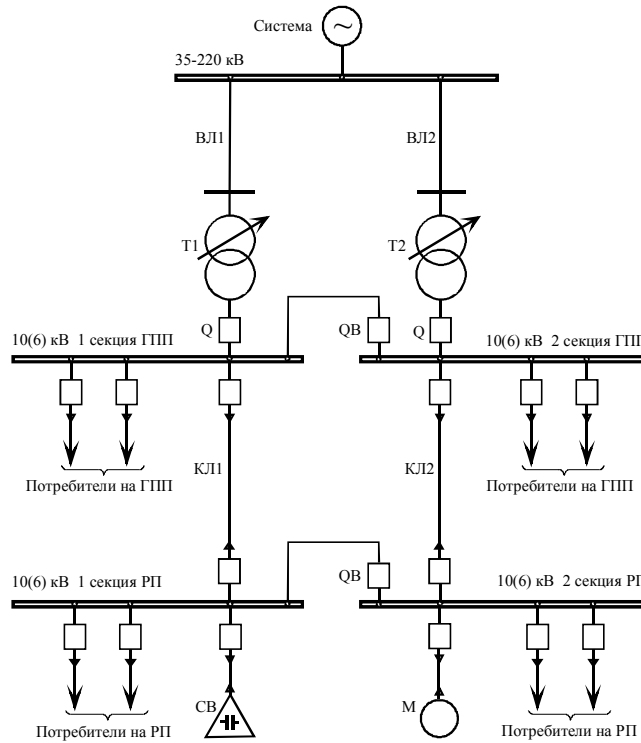 Система
35-220 кВ
ВЛ1
ВЛ2
Т1
Т2
Q
QB
Q
10(6) кВ 1 секция ГПП
10(6) кВ 2 секция ГПП
Потребители на ГПП
КЛ1
КЛ2
Потребители на ГПП
QB
10(6) кВ 1 секция РП
10(6) кВ 2 секция РП
СВ
М
Потребители на РП
Потребители на РП